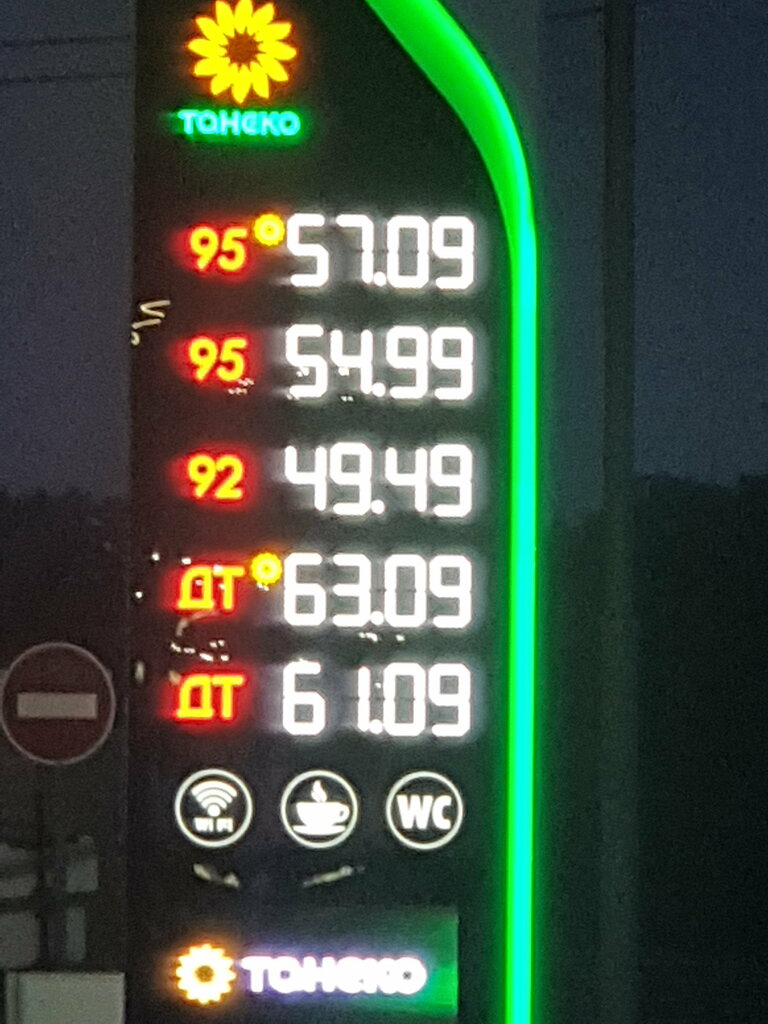 ТАНЕКО
95 57.09
95 54.99
92 49.49
ДТ 63.09
ДТ 61.09
WI FI
WC
ТАНЕКО